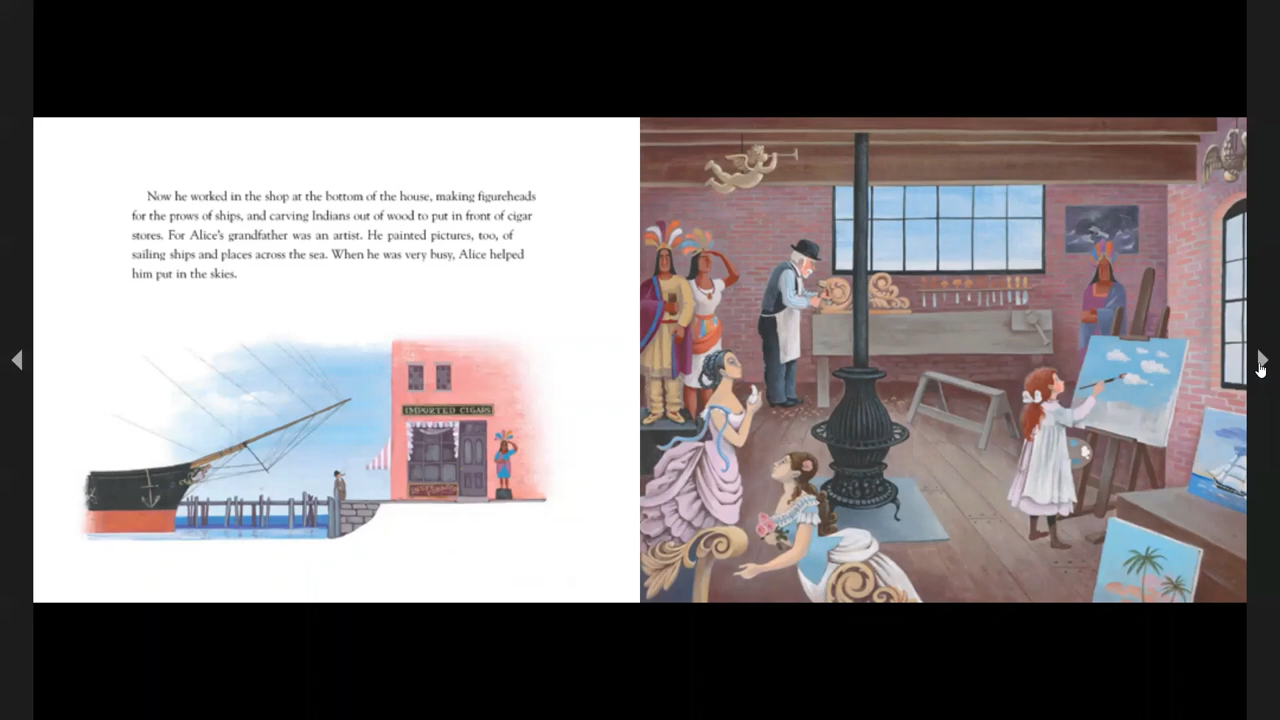 Now he worked in the shop at the bottom of the house, making figureheads
for the prows of ships, and carving Indians out of wood to put in front of cigar
stores. For Alice's grandfather was an artist. He painted pictures, too, of
sailing ships and places across the sea. When he was very busy, Alice helped
him put in the skies.
IMPORTED CIGARS